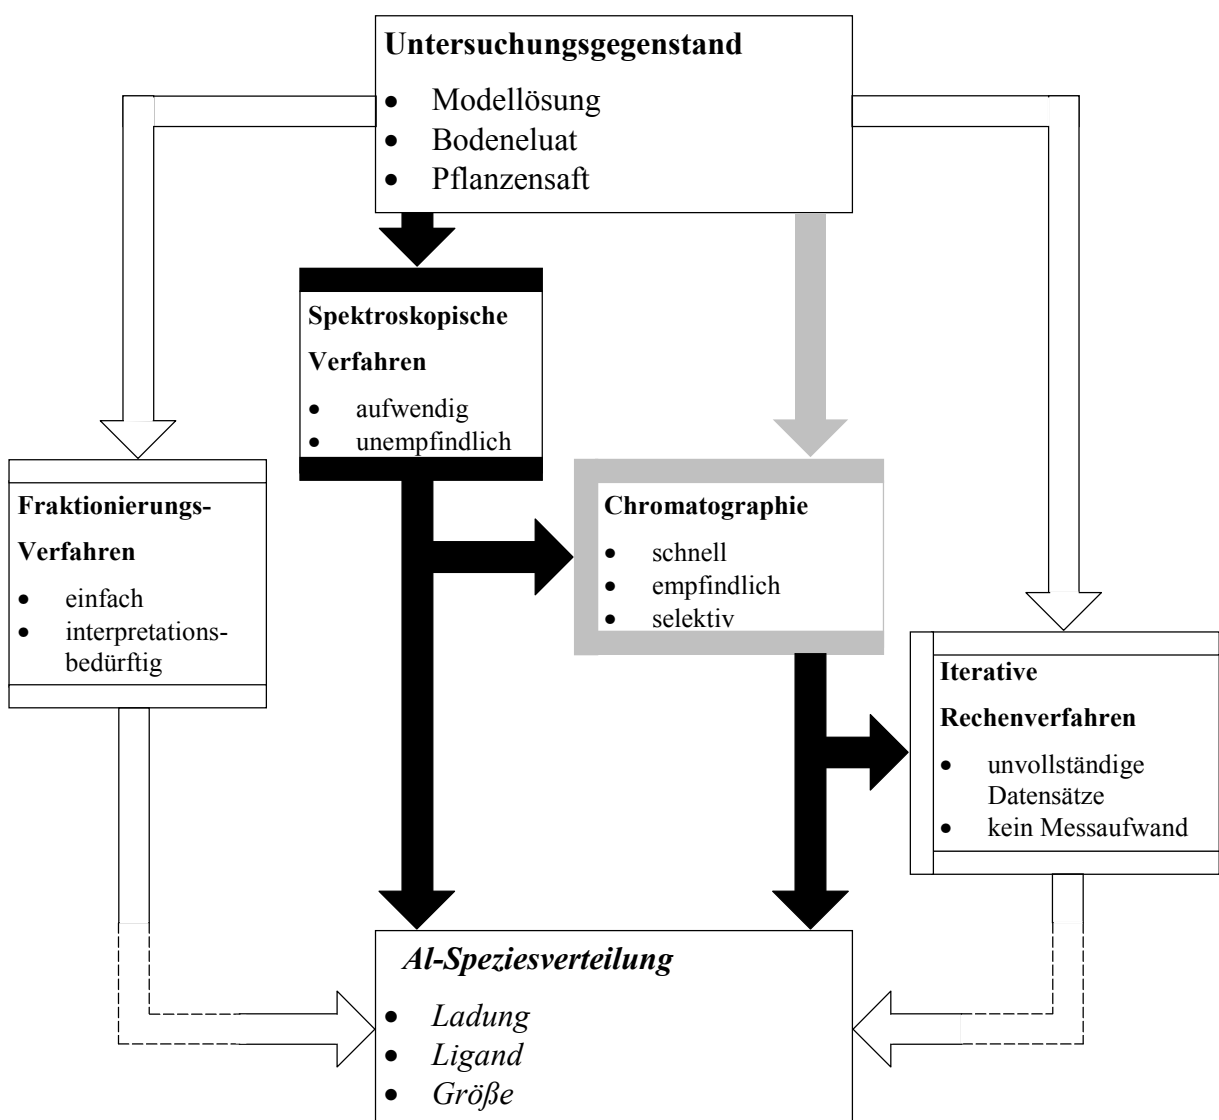 Untersuchungsgegenstand
• Modellösung
• Bodeneluat
• Pflanzensaft
Spektroskopische
Verfahren
• aufwendig
• unempfindlich
Fraktionierungs-
Verfahren
• einfach
• interpretations-
bedürftig
Chromatographie
• schnell
• empfindlich
• selektiv
Iterative
Rechenverfahren
• unvollständige
Datensätze
• kein Messaufwand
Al-Speziesverteilung
• Ladung
• Ligand
• Größe